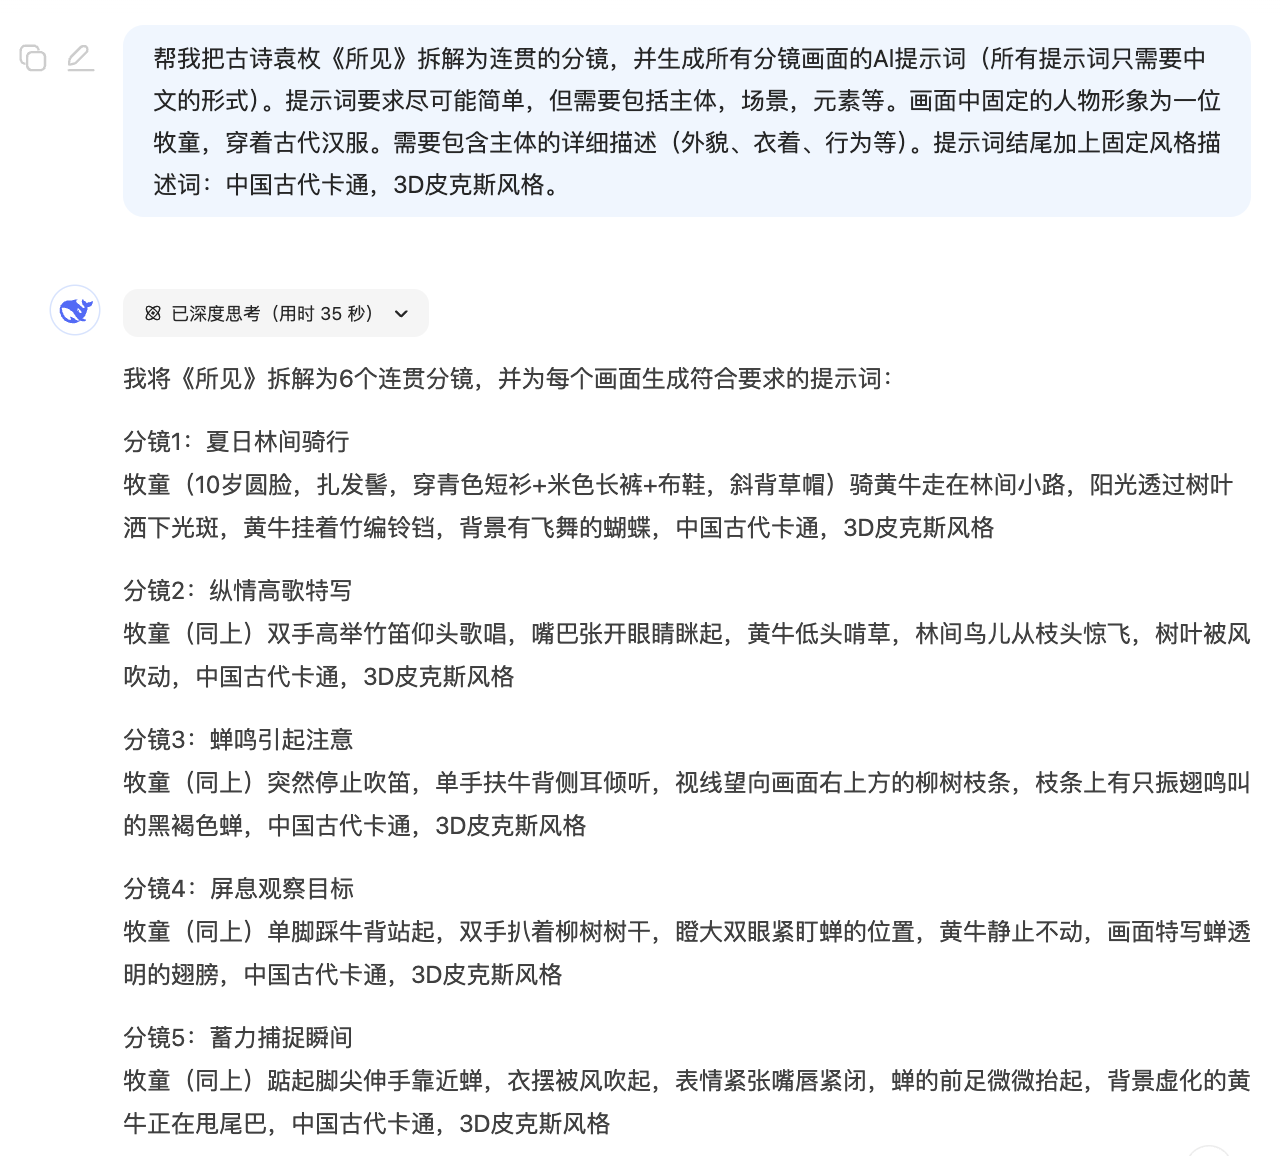 帮我把古诗袁枚《所见》拆解为连贯的分镜，并生成所有分镜画面的AI提示词（所有提示词只需要中
文的形式）。提示词要求尽可能简单，但需要包括主体，场景，元素等。画面中固定的人物形象为一位
牧童，穿着古代汉服。需要包含主体的详细描述（外貌、衣着、行为等）。提示词结尾加上固定风格描
述词：中国古代卡通，3D皮克斯风格。
已深度思考（用时 35 �）
我将《所见》拆解为6个连贯分镜，并为每个画面生成符合要求的提示词：
分镜1：夏日林间骑行
牧童（10岁圆脸，扎发髻，穿青色短衫+米色长裤+布鞋，斜背草帽）骑黄牛走在林间小路，阳光透过树叶
洒下光斑，黄牛挂着竹编铃铛，背景有飞舞的蝴蝶，中国古代卡通，3D皮克斯风格
分镜2：纵情高歌特写
牧童（同上）双手高举竹笛仰头歌唱，嘴巴张开眼睛眯起，黄牛低头啃草，林间鸟儿从枝头惊飞，树叶被风
吹动，中国古代卡通，3D皮克斯风格
分镜3：蝉鸣引起注意
牧童（同上）突然停止吹笛，单手扶牛背侧耳倾听，视线望向画面右上方的柳树枝条，枝条上有只振翅鸣叫
的黑褐色蝉，中国古代卡通，3D皮克斯风格
分镜4：屏息观察目标
牧童（同上）单脚踩牛背站起，双手扒着柳树树干，瞪大双眼紧盯蝉的位置，黄牛静止不动，画面特写蝉透
明的翅膀，中国古代卡通，3D皮克斯风格
分镜5：蓄力捕捉瞬间
牧童（同上）踮起脚尖伸手靠近蝉，衣摆被风吹起，表情紧张嘴唇紧闭，蝉的前足微微抬起，背景虚化的黄
牛正在甩尾巴，中国古代卡通，3D皮克斯风格